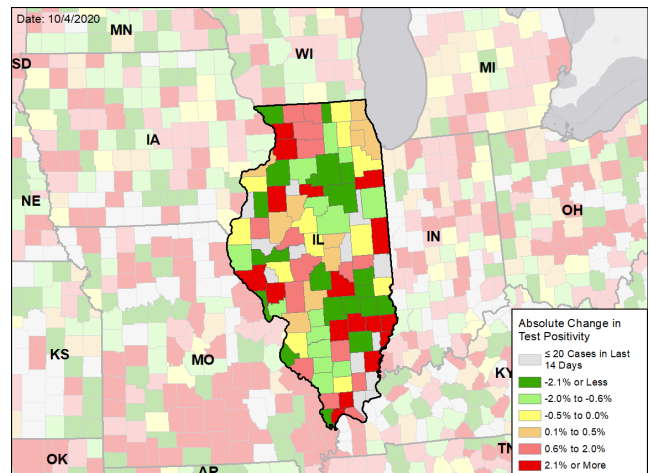 Date: 10/4/2020
MN
SD
WI
MI
IA
NE
OH
IL
IN
KS
MO
KY
OK
AR
TN
Absolute Change in
Test Positivity
≤ 20 Cases in Last
14 Days
-2.1% or Less
-2.0% to -0.6%
-0.5% to 0.0%
0.1% to 0.5%
0.6% to 2.0%
2.1% or More